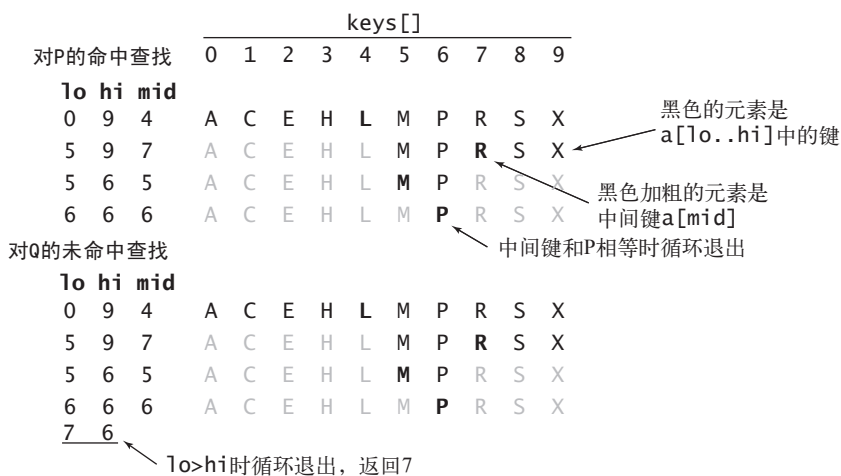 keys[]
对P的命中查找 0 1 2 3 4 5 6 7 8 9
lo hi mid
0 9 4 A C E H L M P R S X
黑色的元素是
a[lo..hi]中的键
5 9 7 A C E H L M P R S X
5 6 5 A C E H L M P R S X
黑色加粗的元素是
中间键a[mid]
6 6 6 A C E H L M P R S X
中间键和P相等时循环退出
对Q的未命中查找
lo hi mid
0 9 4 A C E H L M P R S X
5 9 7 A C E H L M P R S X
5 6 5 A C E H L M P R S X
6 6 6 A C E H L M P R S X
7 6
lo>hi时循环退出，返回7